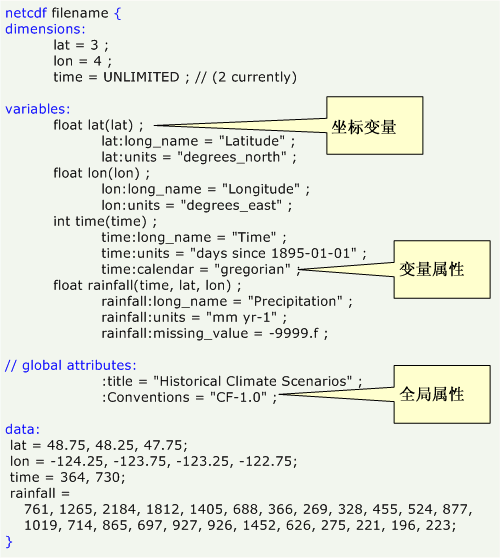 netcdf filename {
dimensions:
lat = 3 ;
lon = 4 ;
time = UNLIMITED ; // (2 currently)
variables:
float lat(lat) ;
坐标变量
lat:long_name = "Latitude" ;
lat:units = "degrees_north" ;
float lon(lon) ;
lon:long_name = "Longitude" ;
lon:units = "degrees_east" ;
int time(time) ;
time:long_name = "Time" ;
time:units = "days since 1895-01-01" ;
time:calendar = "gregorian" ;
变量属性
float rainfall(time, lat, lon) ;
rainfall:long_name = "Precipitation" ;
rainfall:units = "mm yr-1" ;
rainfall:missing_value = -9999.f ;
// global attributes:
:title = "Historical Climate Scenarios" ;
:Conventions = "CF-1.0" ;
全局属性
data:
lat = 48.75, 48.25, 47.75;
lon = -124.25, -123.75, -123.25, -122.75;
time = 364, 730;
rainfall =
761, 1265, 2184, 1812, 1405, 688, 366, 269, 328, 455, 524, 877,
1019, 714, 865, 697, 927, 926, 1452, 626, 275, 221, 196, 223;
}